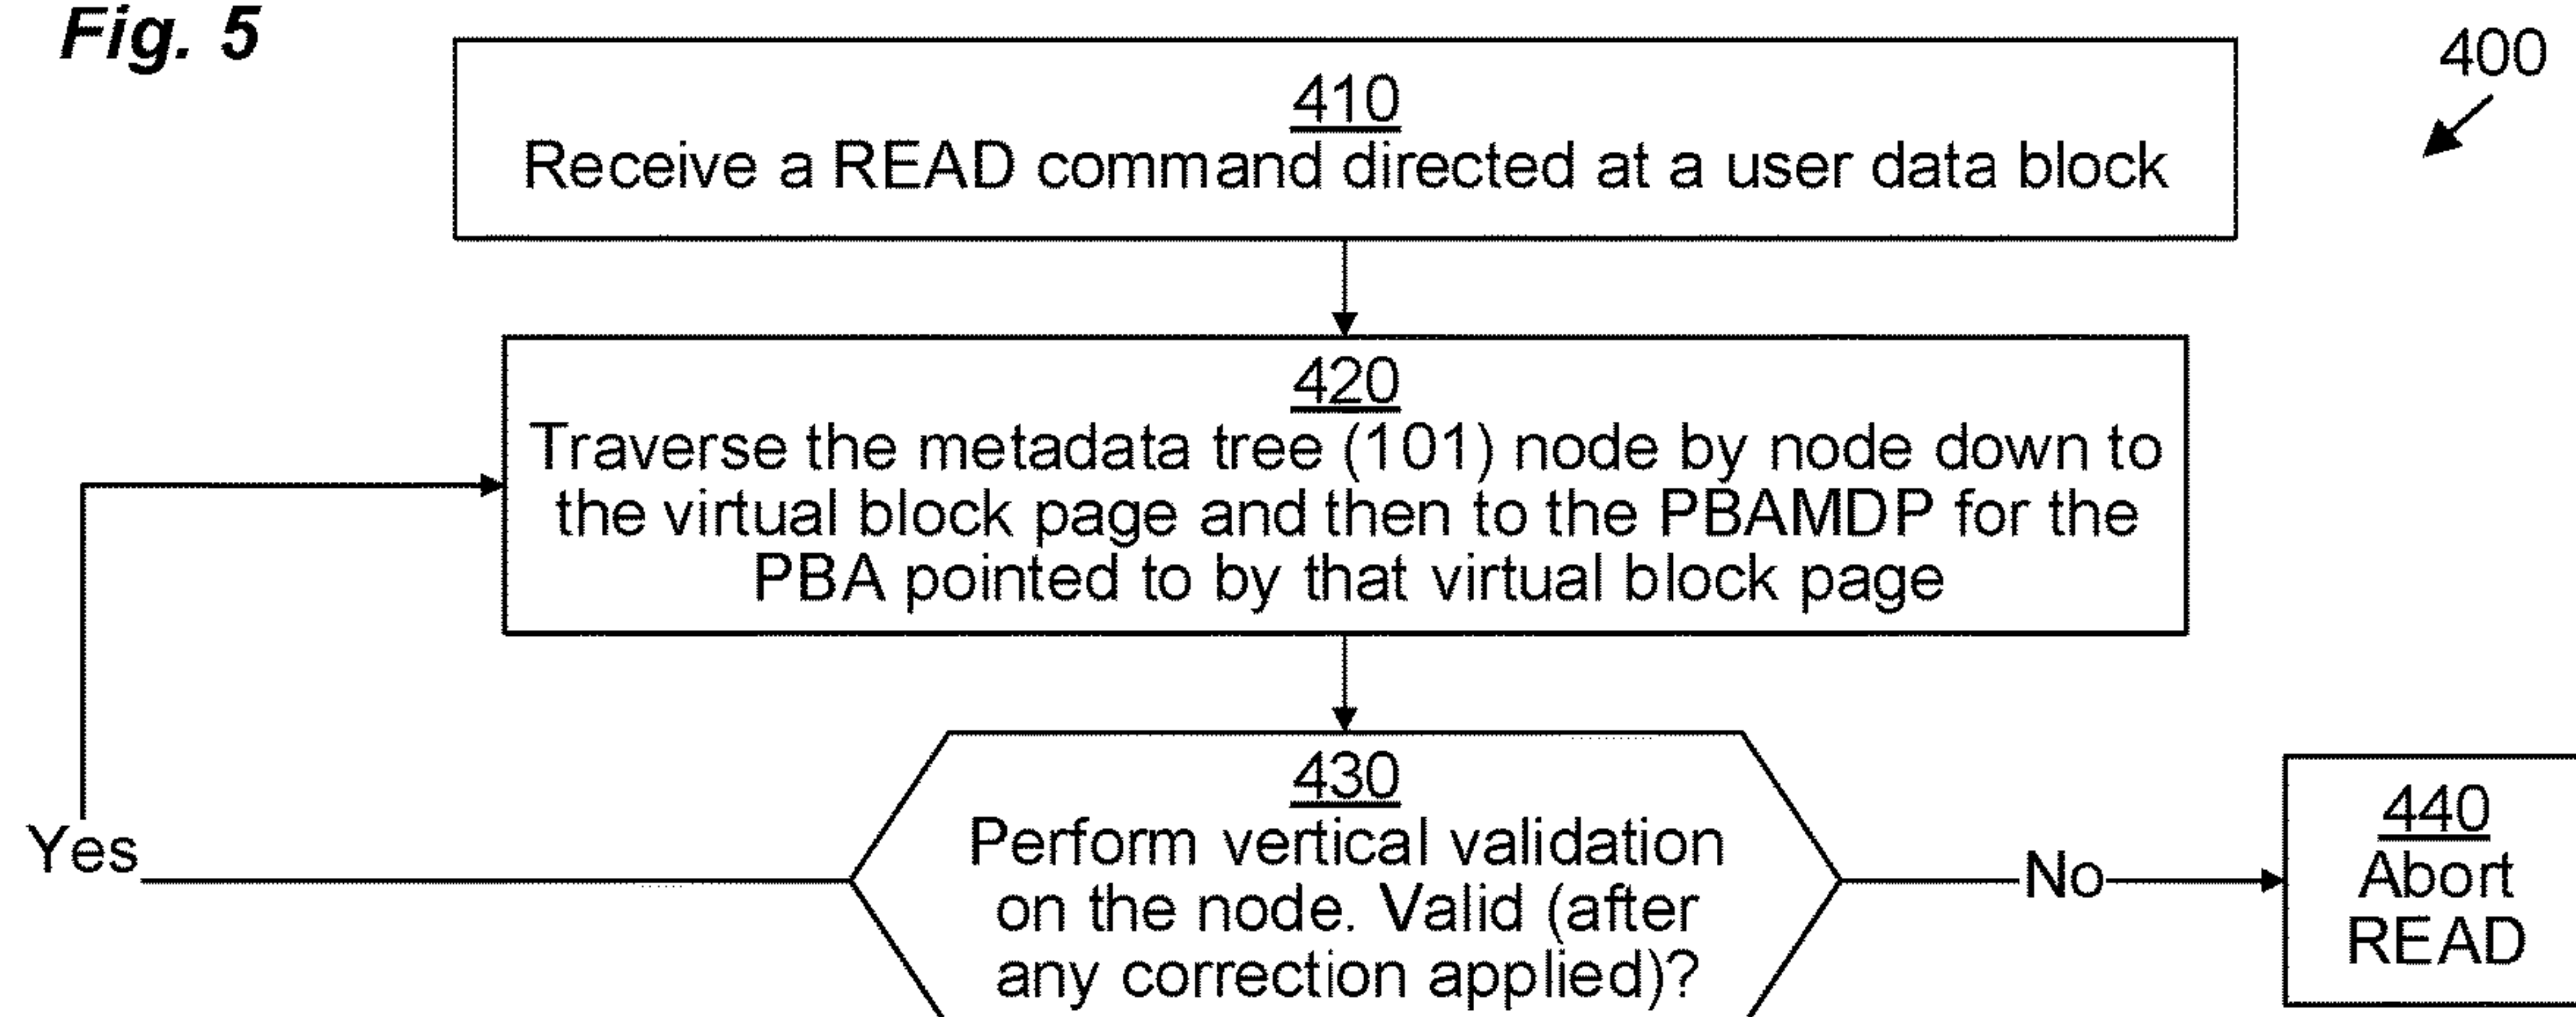 Fig. 5
400
410
Receive a READ command directed at a user data block
420
Traverse the metadata tree (101) node by node down to
the virtual block page and then to the PBAMDP for the
PBA pointed to by that virtual block page
430
Perform vertical validation
on the node. Valid (after
any correction applied)?
Yes
No
440
Abort
READ